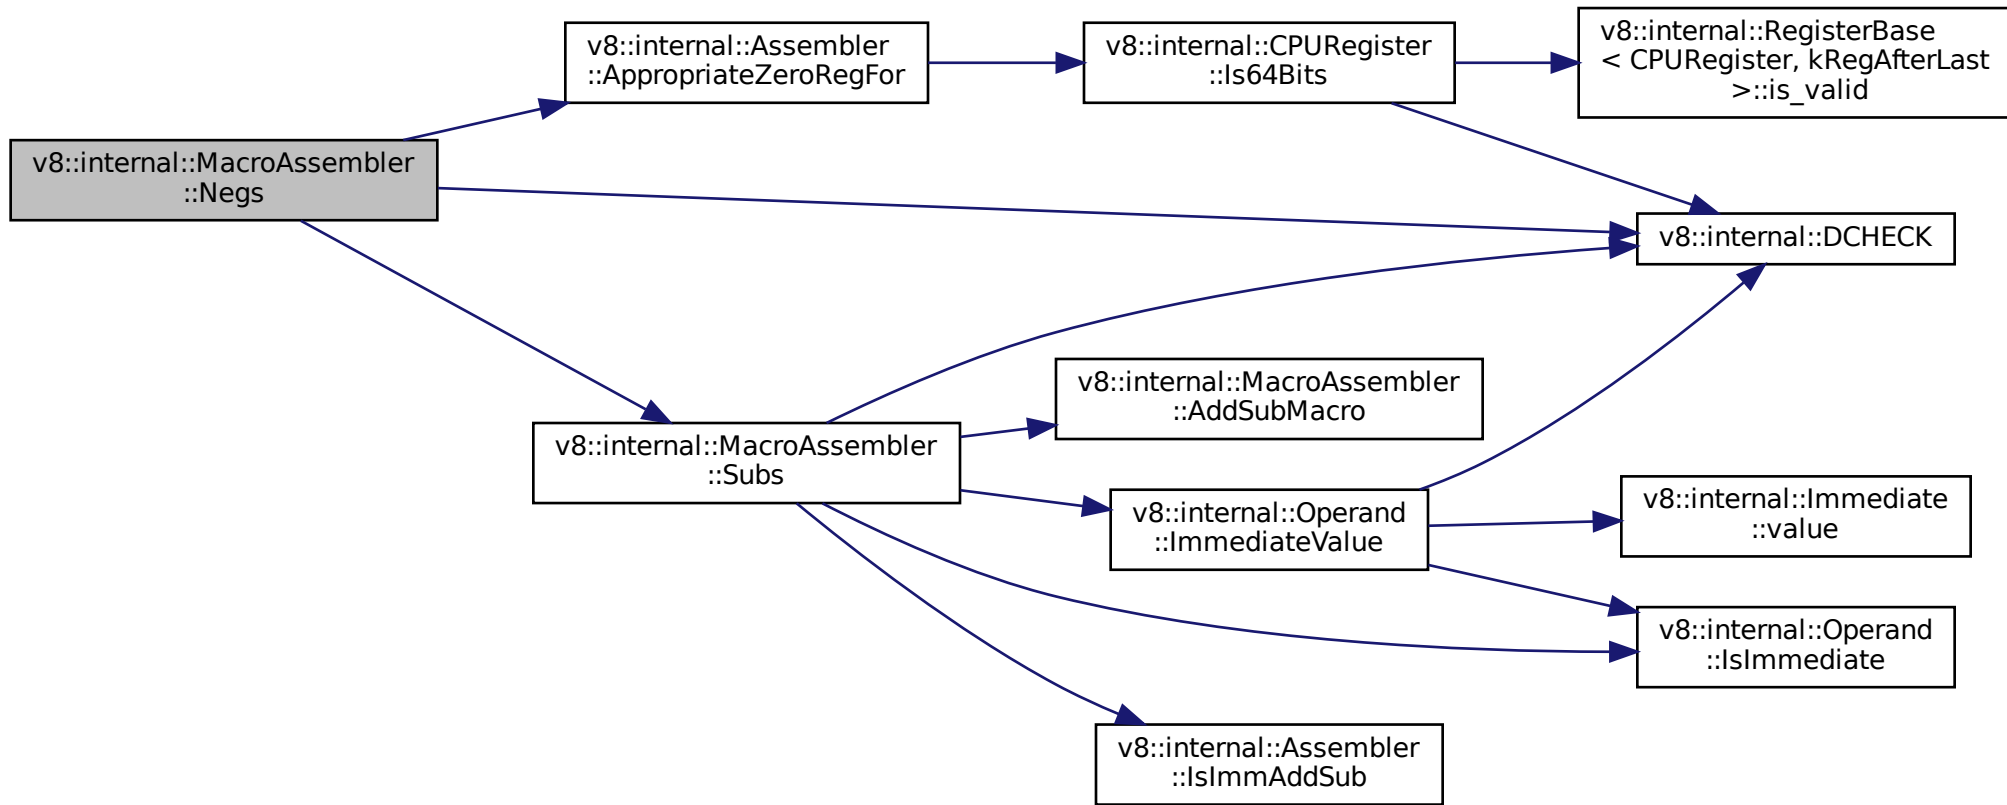 v8::internal::MacroAssembler
::Negs
v8::internal::Assembler
::AppropriateZeroRegFor
v8::internal::CPURegister
::Is64Bits
v8::internal::RegisterBase
< CPURegister, kRegAfterLast
>::is_valid
v8::internal::DCHECK
v8::internal::MacroAssembler
::Subs
v8::internal::MacroAssembler
::AddSubMacro
v8::internal::Operand
::ImmediateValue
v8::internal::Immediate
::value
v8::internal::Operand
::IsImmediate
v8::internal::Assembler
::IsImmAddSub